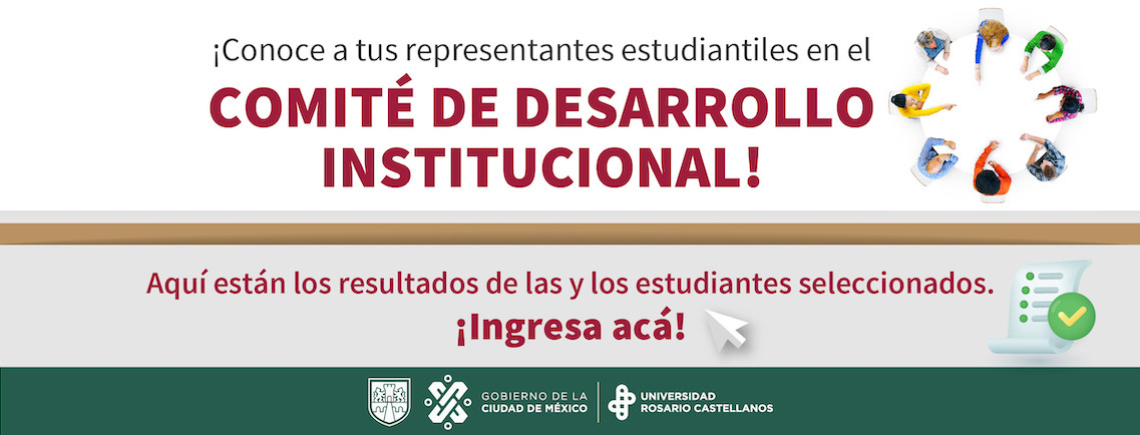 ¡Conoce a tus representantes estudiantiles en el
COMITÉ DE DESARROLLO
INSTITUCIONAL!
Aquí están los resultados de las y los estudiantes seleccionados.
¡Ingresa acá!
GOBIERNO DE LA
CIUDAD DE MÉXICO
UNIVERSIDAD
ROSARIO CASTELLANOS